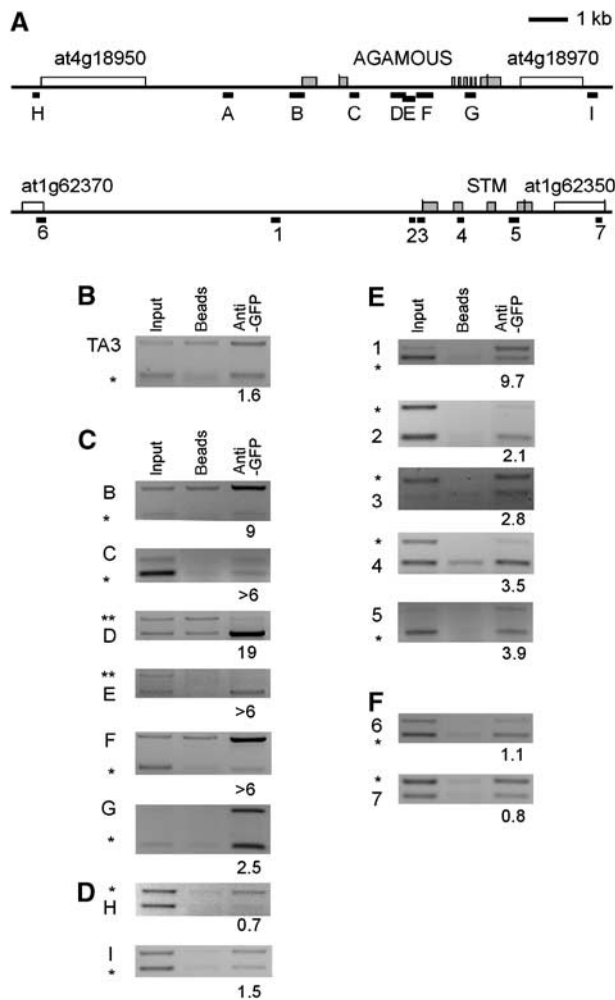 A
1 kb
at4g18950 AGAMOUS at4g18970
H A B C D E F G I
at1g62370 STM at1g62350
6 1 2 3 4 5 7
B
Input Beads Anti -GFP
TA3
*
1.6
C
Input Beads Anti -GFP
B
*
9
C
*
>6
**
D
19
**
E
>6
F
*
>6
G
*
2.5
D
*
H
0.7
I
*
1.5
E
Input Beads Anti -GFP
1
*
9.7
*
2
2.1
*
3
2.8
*
4
3.5
5
*
3.9
F
6
*
1.1
*
7
0.8